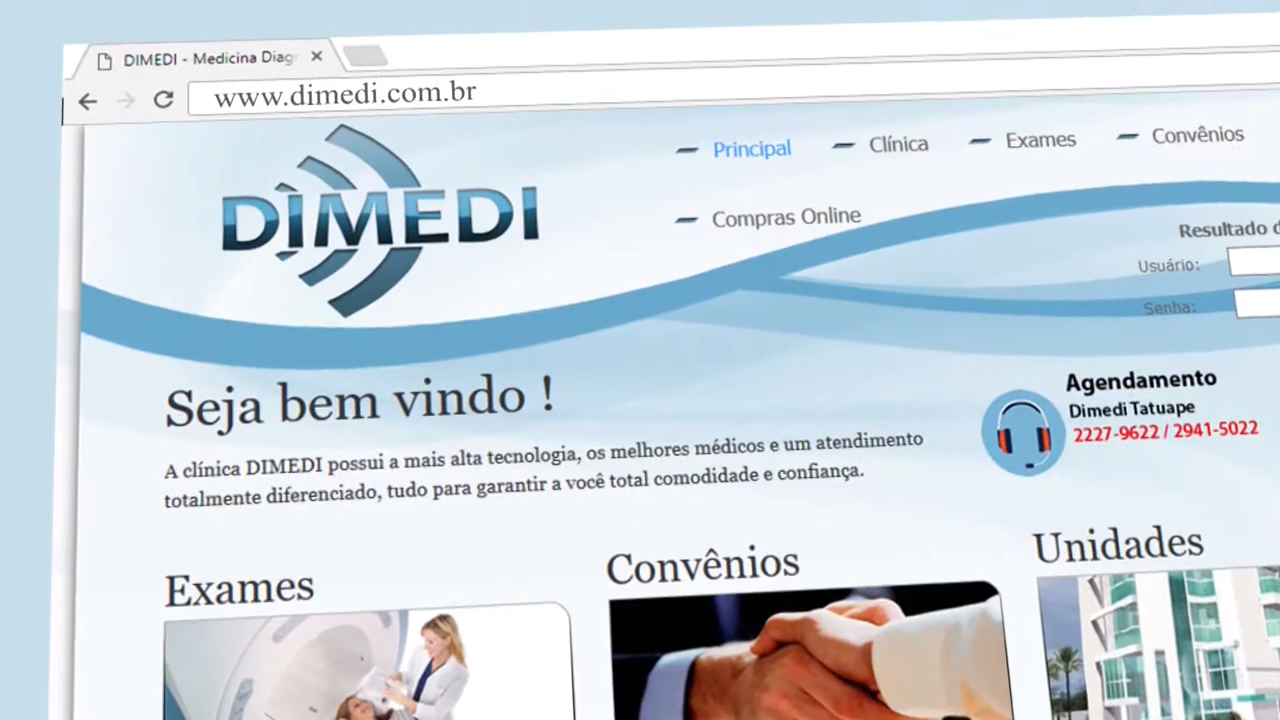 DIMEDI - Medicina Diag
www.dimedi.com.br
DIMEDI
Principal
Clínica
Exames
Convênios
Compras Online
Resultado
Usuário:
Senha:
Seja bem vindo !
A clínica DIMEDI possui a mais alta tecnologia, os melhores médicos e um atendimento
totalmente diferenciado, tudo para garantir a você total comodidade e confiança.
Agendamento
Dimedi Tatuape
2227-9622 / 2941-5022
Exames
Convênios
Unidades